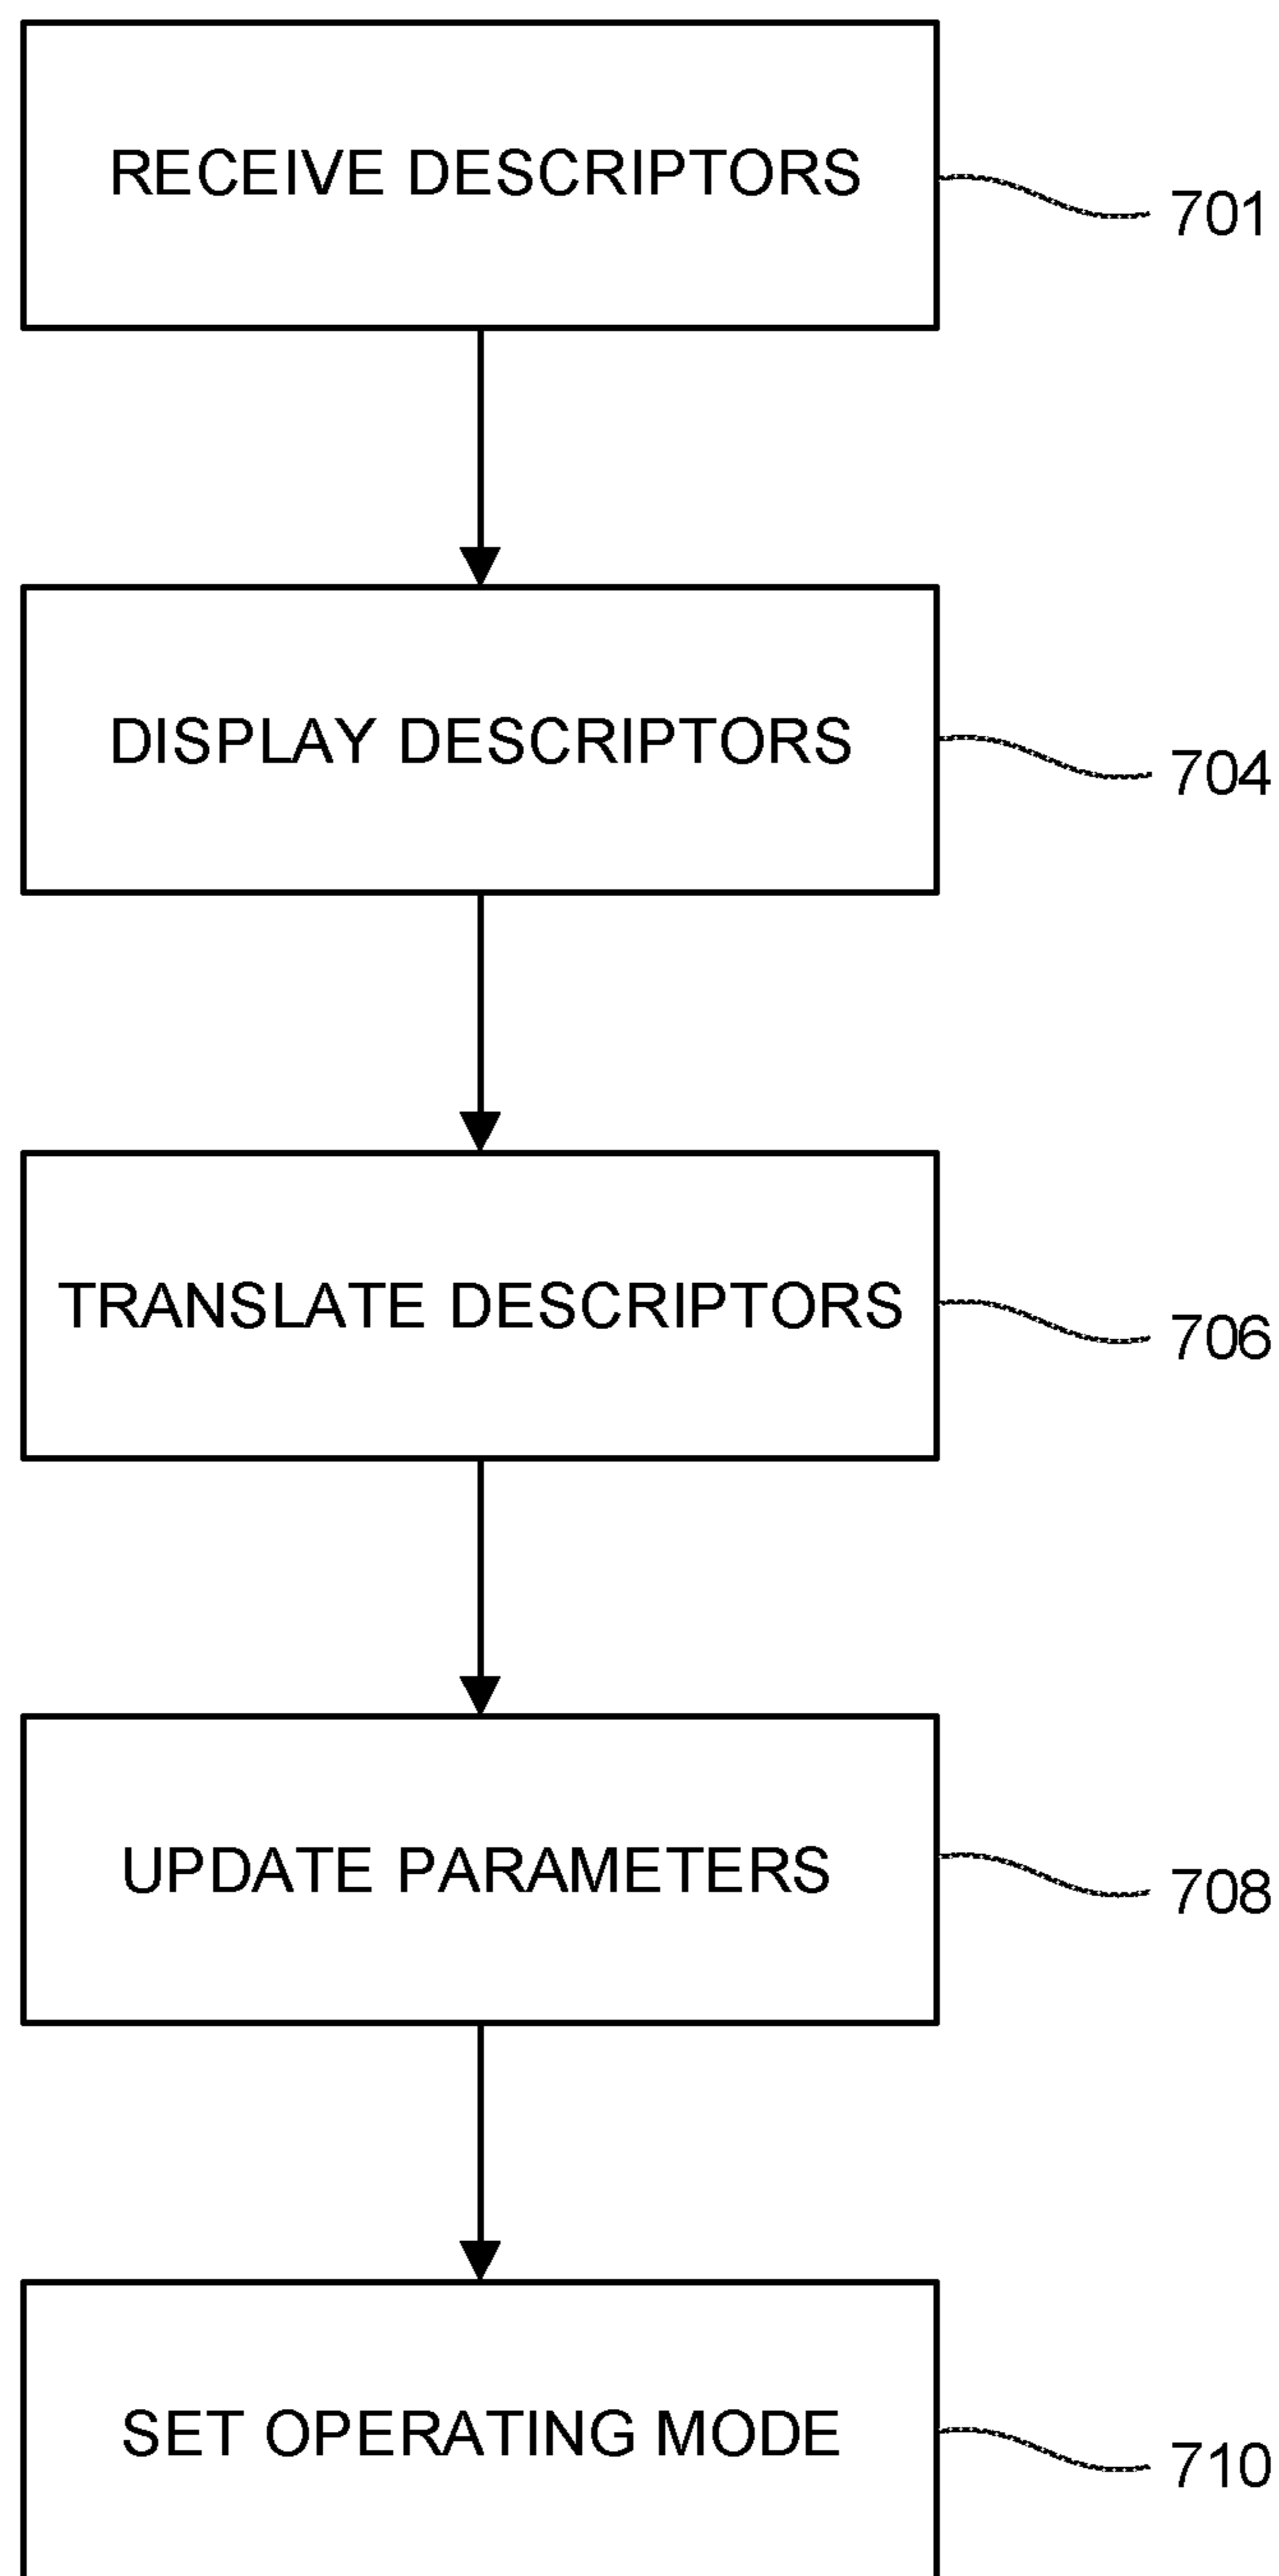 RECEIVE DESCRIPTORS
701
DISPLAY DESCRIPTORS
704
TRANSLATE DESCRIPTORS
706
UPDATE PARAMETERS
708
SET OPERATING MODE
710